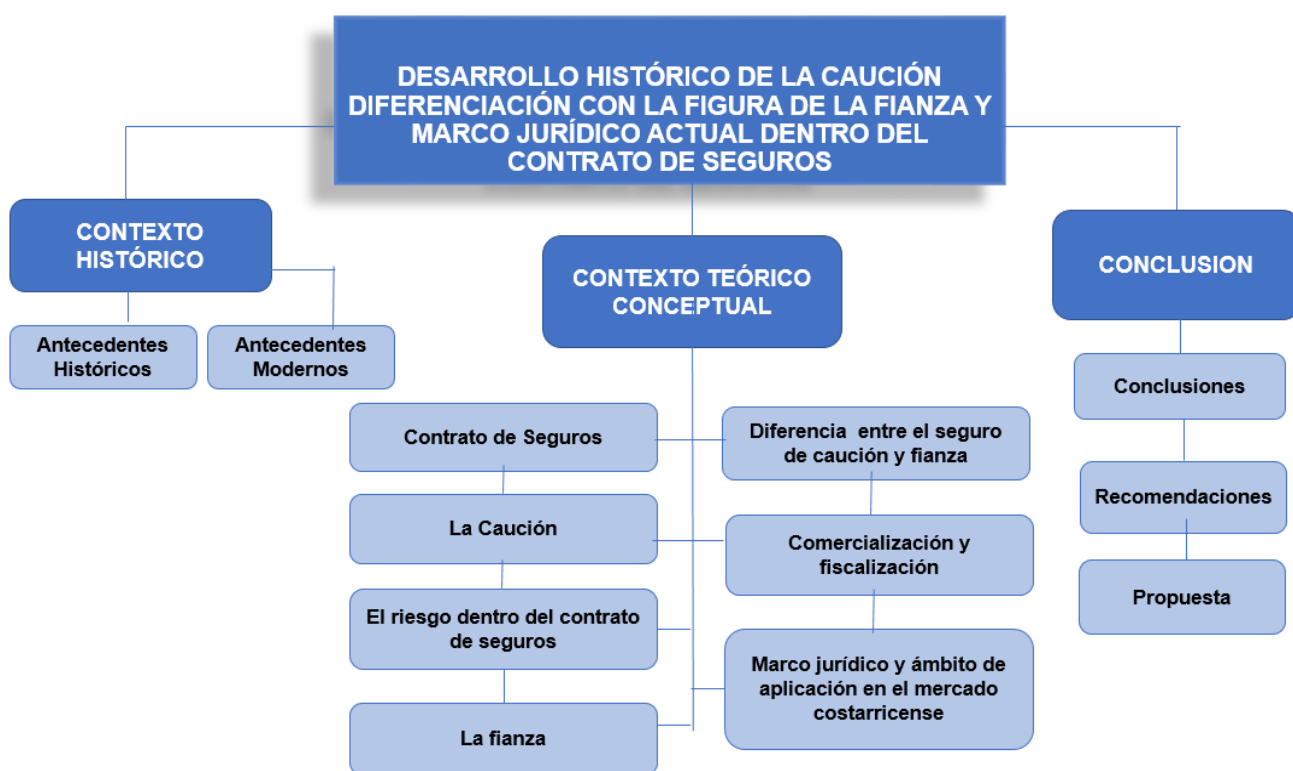 DESARROLLO HISTÓRICO DE LA CAUCIÓN
DIFERENCIACIÓN CON LA FIGURA DE LA FIANZA Y
MARCO JURÍDICO ACTUAL DENTRO DEL
CONTRATO DE SEGUROS
CONTEXTO
HISTÓRICO
Antecedentes
Históricos
Antecedentes
Modernos
CONTEXTO TEÓRICO
CONCEPTUAL
Contrato de Seguros
La Caución
El riesgo dentro del contrato
de seguros
La fianza
Diferencia entre el seguro
de caución y fianza
Comercialización y
fiscalización
Marco jurídico y ámbito de
aplicación en el mercado
costarricense
CONCLUSION
Conclusiones
Recomendaciones
Propuesta